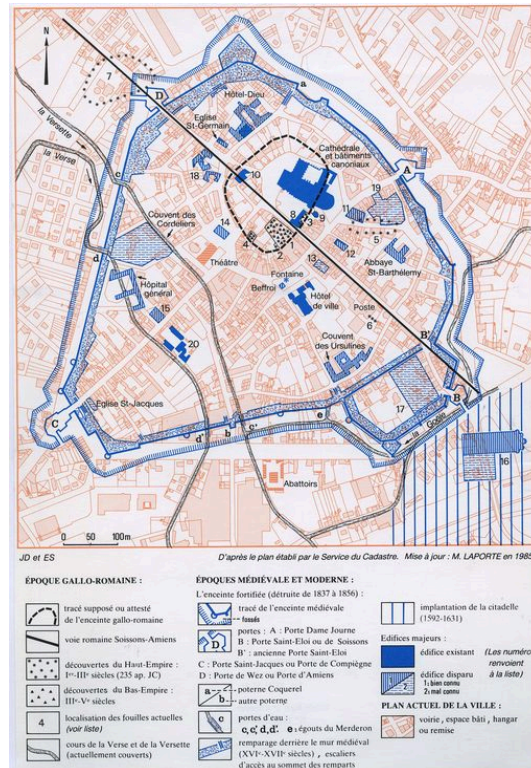 N
7
D
a
la Versette
la Verse
Hôtel-Dieu
Eglise
St-Germain
Cathédrale
et bâtiments
canoniaux
A
18
10
c
19
Couvent des
Cordeliers
8
3
9
11
14
4
5
2
Théâtre
13
12
Abbaye
St-Barthélemy
d
Fontaine
Beffroi
Hôpital
général
Hôtel
de ville
Poste
6
15
B'
20
Couvent
des Ursulines
Eglise St-Jacques
C
17
B
e
la Goële
d'
b
c'
16
Abattoirs
0 50 100m
JD et ES
D'après le plan établi par le Service du Cadastre. Mise à jour : M. LAPORTE en 1985
ÉPOQUE GALLO-ROMAINE :
tracé supposé ou attesté
de l'enceinte gallo-romaine
voie romaine Soissons-Amiens
découvertes du Haut-Empire :
Ier-IIIe siècles (235 ap. JC)
découvertes du Bas-Empire :
IIIe-Ve siècles
4
localisation des fouilles actuelles
(voir liste)
cours de la Verse et de la Versette
(actuellement couverts)
ÉPOQUES MÉDIÉVALE ET MODERNE :
L'enceinte fortifiée (détruite de 1837 à 1856) :
tracé de l'enceinte médiévale
fossés
D
portes : A : Porte Dame Journe
B : Porte Saint-Eloi ou de Soissons
B' : ancienne Porte Saint-Eloi
C : Porte Saint-Jacques ou Porte de Compiègne
D : Porte de Wez ou Porte d'Amiens
a
poterne Coquerel
b
autre poterne
c
portes d'eau :
c, c', d, d'. e : égouts du Merderon
remparage derrière le mur médiéval
(XVIe-XVIIe siècles), escaliers
d'accès au sommet des remparts
implantation de la citadelle
(1592-1631)
Edifices majeurs :
édifice existant
(Les numéros
renvoient
à la liste)
1
2
édifice disparu
1 : bien connu
2 : mal connu
PLAN ACTUEL DE LA VILLE :
voirie, espace bâti, hangar
ou remise